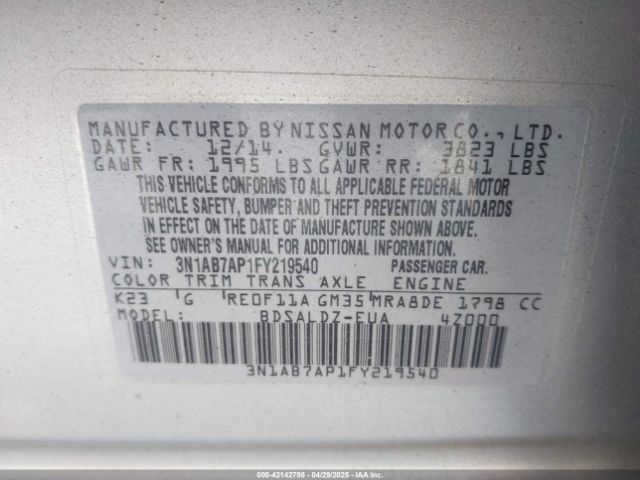 MANUFACTURED BY NISSAN MOTOR CO., LTD.
DATE: 12/14. GVWR: 3823 LBS
GAWR FR: 1995 LBS GAWR RR: 1841 LBS
THIS VEHICLE CONFORMS TO ALL APPLICABLE FEDERAL MOTOR
VEHICLE SAFETY, BUMPER AND THEFT PREVENTION STANDARDS
IN EFFECT ON THE DATE OF MANUFACTURE SHOWN ABOVE.
SEE OWNER'S MANUAL FOR ADDITIONAL INFORMATION.
VIN: 3N1AB7AP1FY219540 PASSENGER CAR.
COLOR TRIM TRANS AXLE ENGINE
K23 G RE0F11A GM35 MRA8DE 1798 CC
MODEL: BDSALDZ-EUA 4Z000
3N1AB7AP1FY219540
000-42142798 - 04/29/2025 - IAAI.COM